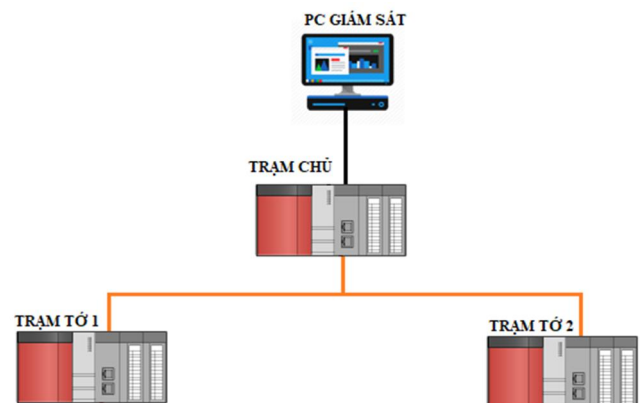 PC GIÁM SÁT
TRẠM CHỦ
TRẠM TỚ 1
TRẠM TỚ 2